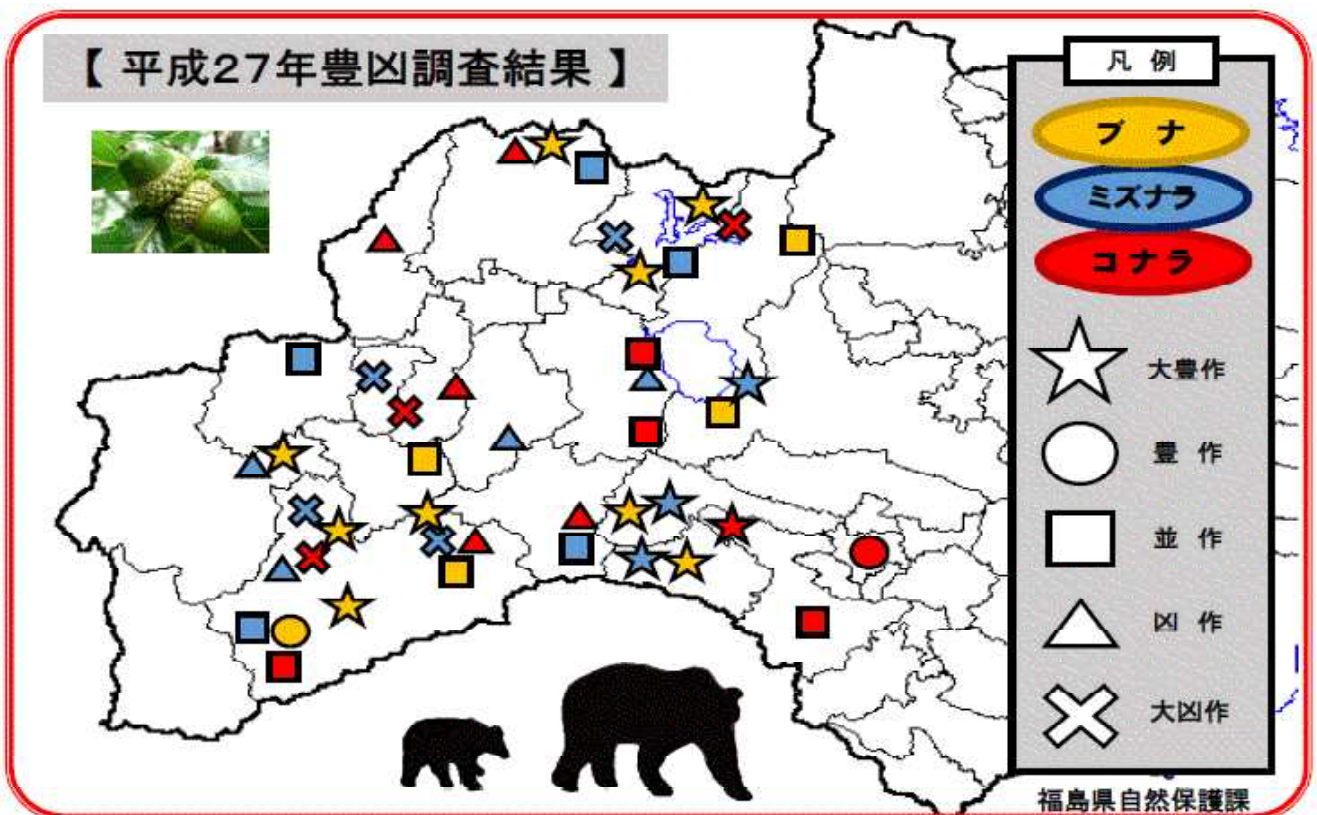 【 平成27年豊凶調査結果 】
凡 例
ブ ナ
ミズナラ
コナラ
大豊作
豊 作
並 作
凶 作
大凶作
福島県自然保護課